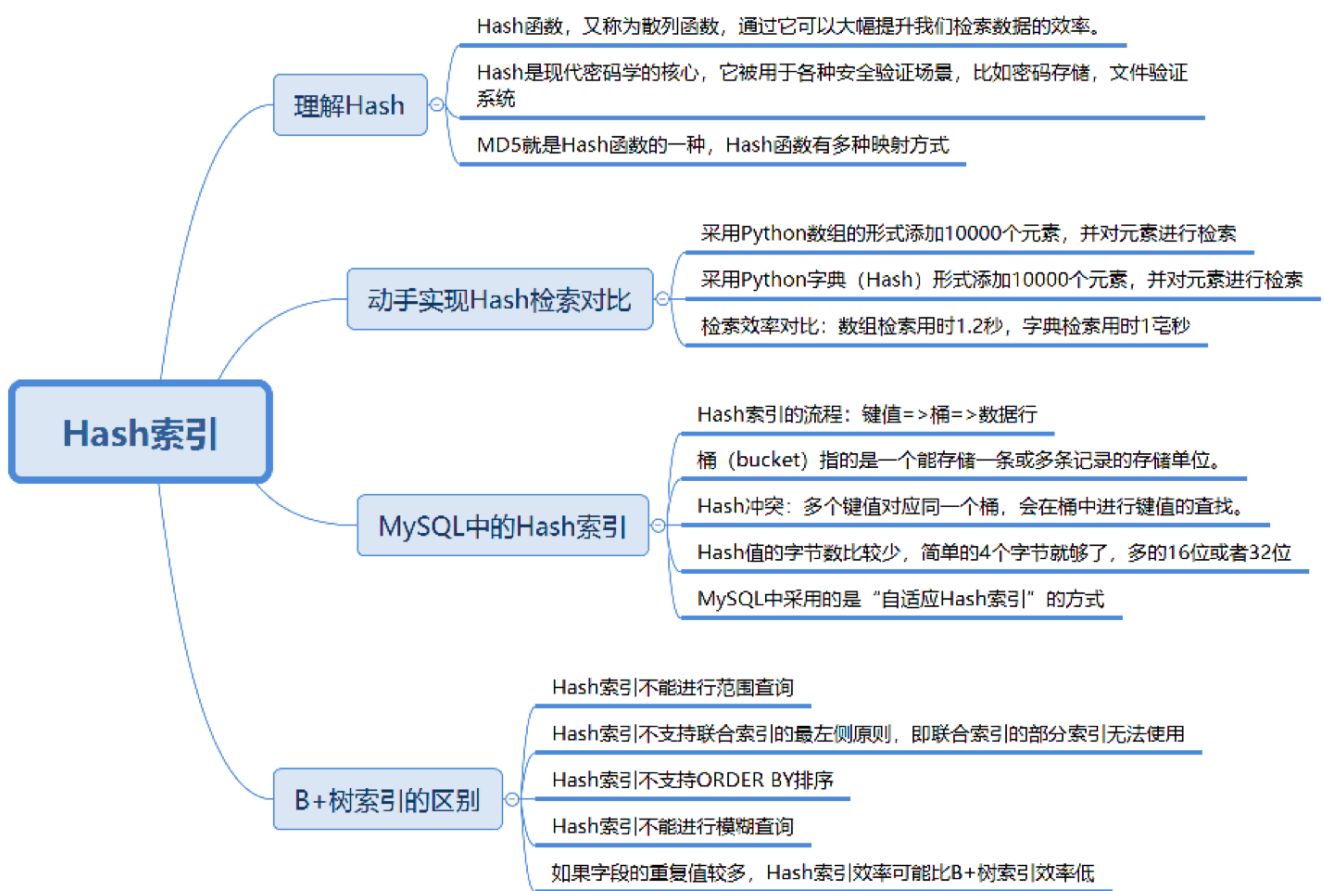 Hash索引
理解Hash
Hash函数，又称为散列函数，通过它可以大幅提升我们检索数据的效率。
Hash是现代密码学的核心，它被用于各种安全验证场景，比如密码存储，文件验证
系统
MD5就是Hash函数的一种，Hash函数有多种映射方式
动手实现Hash检索对比
采用Python数组的形式添加10000个元素，并对元素进行检索
采用Python字典（Hash）形式添加10000个元素，并对元素进行检索
检索效率对比：数组检索用时1.2秒，字典检索用时1毫秒
MySQL中的Hash索引
Hash索引的流程：键值=>桶=>数据行
桶（bucket）指的是一个能存储一条或多条记录的存储单位。
Hash冲突：多个键值对应同一个桶，会在桶中进行键值的查找。
Hash值的字节数比较少，简单的4个字节就够了，多的16位或者32位
MySQL中采用的是“自适应Hash索引”的方式
B+树索引的区别
Hash索引不能进行范围查询
Hash索引不支持联合索引的最左侧原则，即联合索引的部分索引无法使用
Hash索引不支持ORDER BY排序
Hash索引不能进行模糊查询
如果字段的重复值较多，Hash索引效率可能比B+树索引效率低